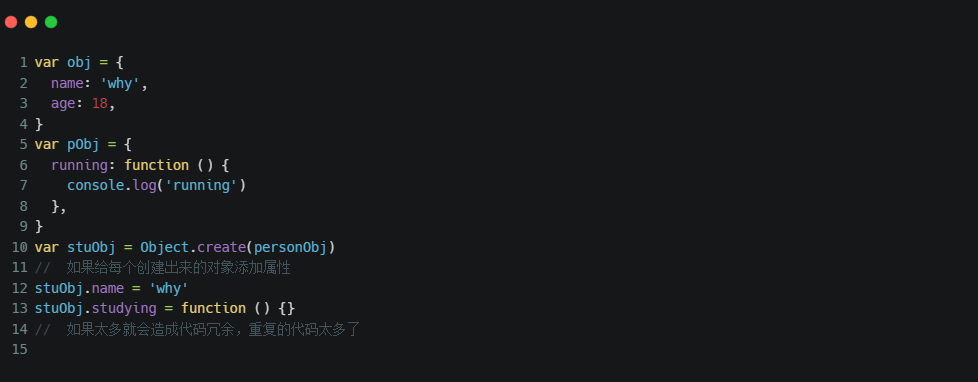 1 var obj = {
2   name: 'why',
3   age: 18,
4 }
5 var pObj = {
6   running: function () {
7     console.log('running')
8   },
9 }
10 var stuObj = Object.create(personObj)
11 //  如果给每个创建出来的对象添加属性
12 stuObj.name = 'why'
13 stuObj.studying = function () {}
14 //  如果太多就会造成代码冗余，重复的代码太多了
15